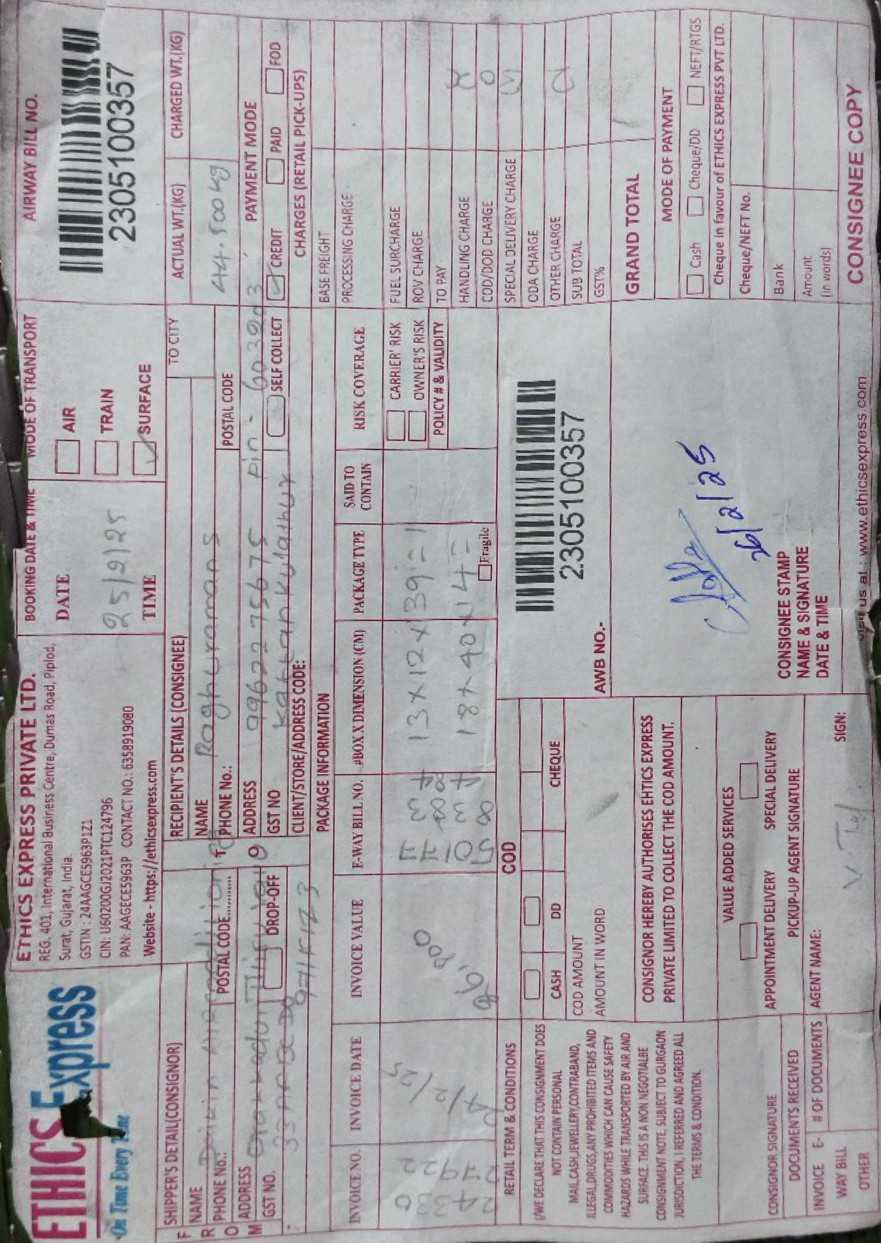 ETHICS Express
On Time Every Time
ETHICS EXPRESS PRIVATE LTD.
REG. 401, International Business Centre, Dumas Road, Piplod,
Surat, Gujarat, India.
GSTIN : 24AAGCE5963P1Z1
CIN: U60200GJ2021PTC124796
PAN: AAGECE5963P CONTACT NO.: 6358919080
Website - https://ethicsexpress.com
BOOKING DATE & TIME
DATE
25/2/25
TIME
MODE OF TRANSPORT
AIR
TRAIN
SURFACE
AIRWAY BILL NO.
2305100357
SHIPPER'S DETAIL(CONSIGNOR)
FROM
NAME
PHONE No.:
POSTAL CODE..........
ADDRESS
GST NO.
DROP-OFF
TO
RECIPIENT'S DETAILS (CONSIGNEE)
TO CITY
NAME Raghuramans
PHONE No.:
POSTAL CODE
ADDRESS 9962275675 pin-
GST NO Kattankulathur
SELF COLLECT
CLIENT/STORE/ADDRESS CODE:
ACTUAL WT.(KG) CHARGED WT.(KG)
44.500 kg
PAYMENT MODE
CREDIT PAID FOD
CHARGES (RETAIL PICK-UPS)
PACKAGE INFORMATION
INVOICE NO. INVOICE DATE INVOICE VALUE E-WAY BILL NO. #BOX X DIMENSION (CM) PACKAGE TYPE SAID TO CONTAIN RISK COVERAGE
24330
27922
13x12x39=1
18x40x14=
Fragile
CARRIER' RISK
OWNER'S RISK
POLICY # & VALIDITY
BASE FREIGHT
PROCESSING CHARGE
FUEL SURCHARGE
ROV CHARGE
TO PAY
HANDLING CHARGE
COD/DOD CHARGE
SPECIAL DELIVERY CHARGE
ODA CHARGE
OTHER CHARGE
SUB TOTAL
GST%
GRAND TOTAL
RETAIL TERM & CONDITIONS
I/WE DECLARE THAT THIS CONSIGNMENT DOES
NOT CONTAIN PERSONAL
MAIL,CASH,JEWELLERY,CONTRABAND,
ILLEGAL,DRUGS,ANY PROHIBITED ITEMS AND
COMMODITIES WHICH CAN CAUSE SAFETY
HAZARDS WHILE TRANSPORTED BY AIR AND
SURFACE. THIS IS A NON NEGOTIALBE
CONSIGNMENT NOTE. SUBJECT TO GURGAON
JURISDICTION, I REFERRED AND AGREED ALL
THE TERMS & CONDITION.
COD
CASH DD CHEQUE
COD AMOUNT
AMOUNT IN WORD
CONSIGNOR HEREBY AUTHORISES EHTICS EXPRESS
PRIVATE LIMITED TO COLLECT THE COD AMOUNT.
AWB NO.-
2305100357
MODE OF PAYMENT
Cash Cheque/DD NEFT/RTGS
Cheque in favour of ETHICS EXPRESS PVT LTD.
Cheque/NEFT No.
Bank
Amount
(in words)
VALUE ADDED SERVICES
APPOINTMENT DELIVERY SPECIAL DELIVERY
PICKUP-UP AGENT SIGNATURE
AGENT NAME:
SIGN:
CONSIGNOR SIGNATURE
DOCUMENTS RECEIVED
INVOICE E- # OF DOCUMENTS
WAY BILL
OTHER
26/2/25
CONSIGNEE STAMP
NAME & SIGNATURE
DATE & TIME
visit us at : www.ethicsexpress.com
CONSIGNEE COPY